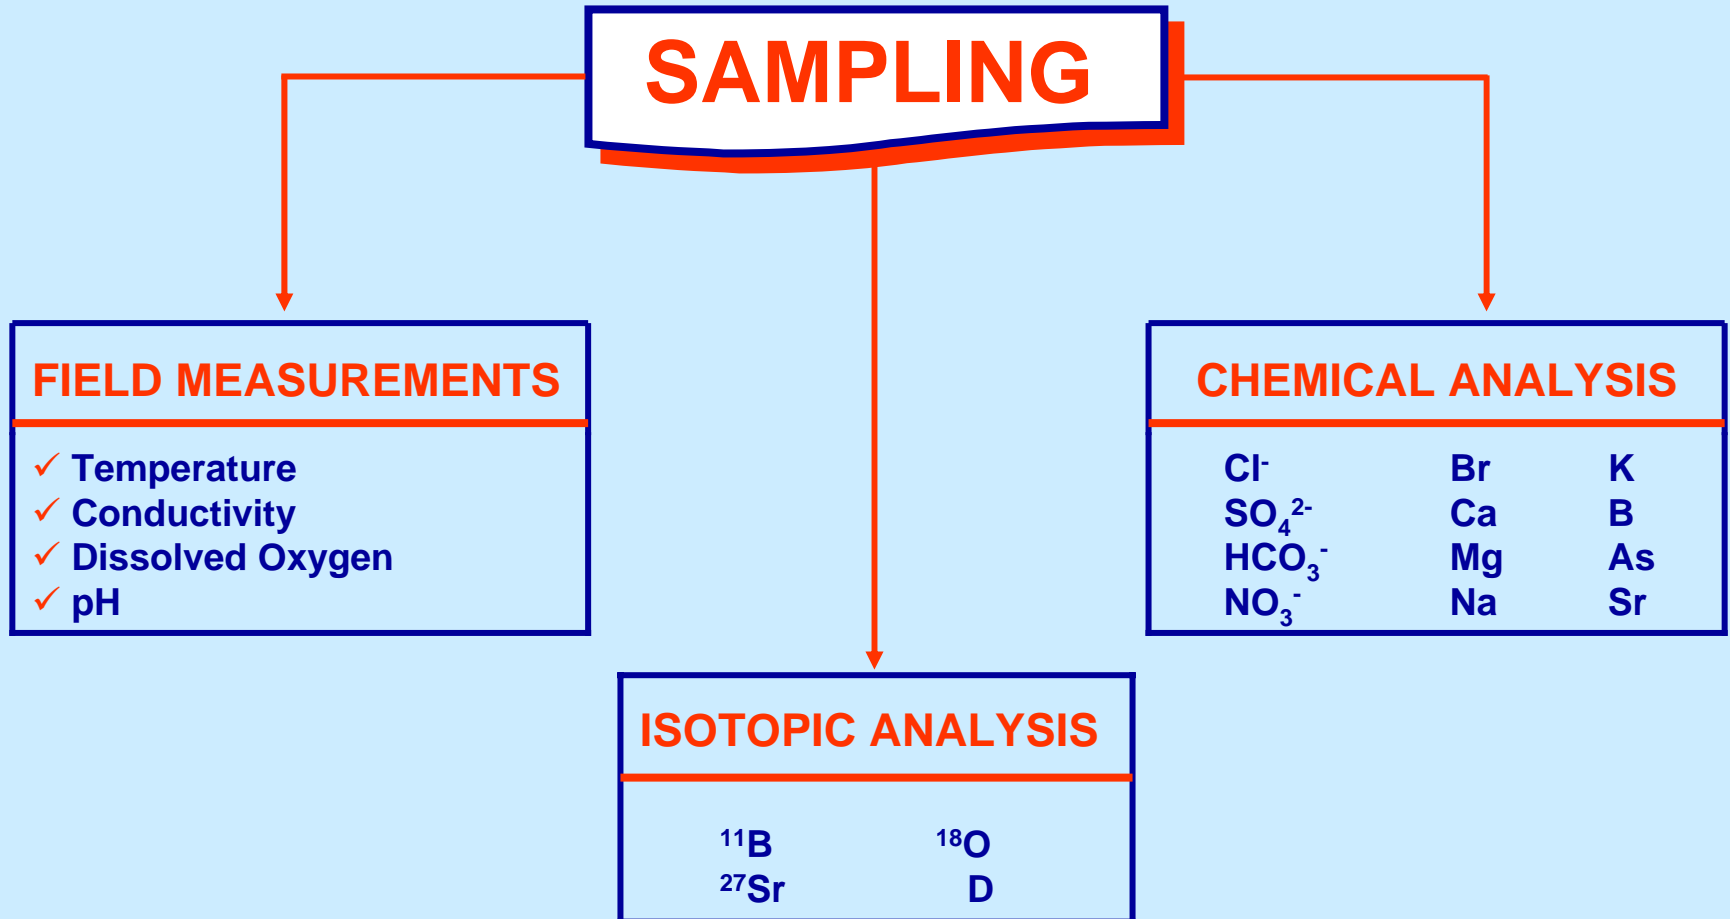 SAMPLING
FIELD MEASUREMENTS
✓ Temperature
✓ Conductivity
✓ Dissolved Oxygen
✓ pH
CHEMICAL ANALYSIS
Cl⁻ Br K
SO₄²⁻ Ca B
HCO₃⁻ Mg As
NO₃⁻ Na Sr
ISOTOPIC ANALYSIS
¹¹B ¹⁸O
²⁷Sr D